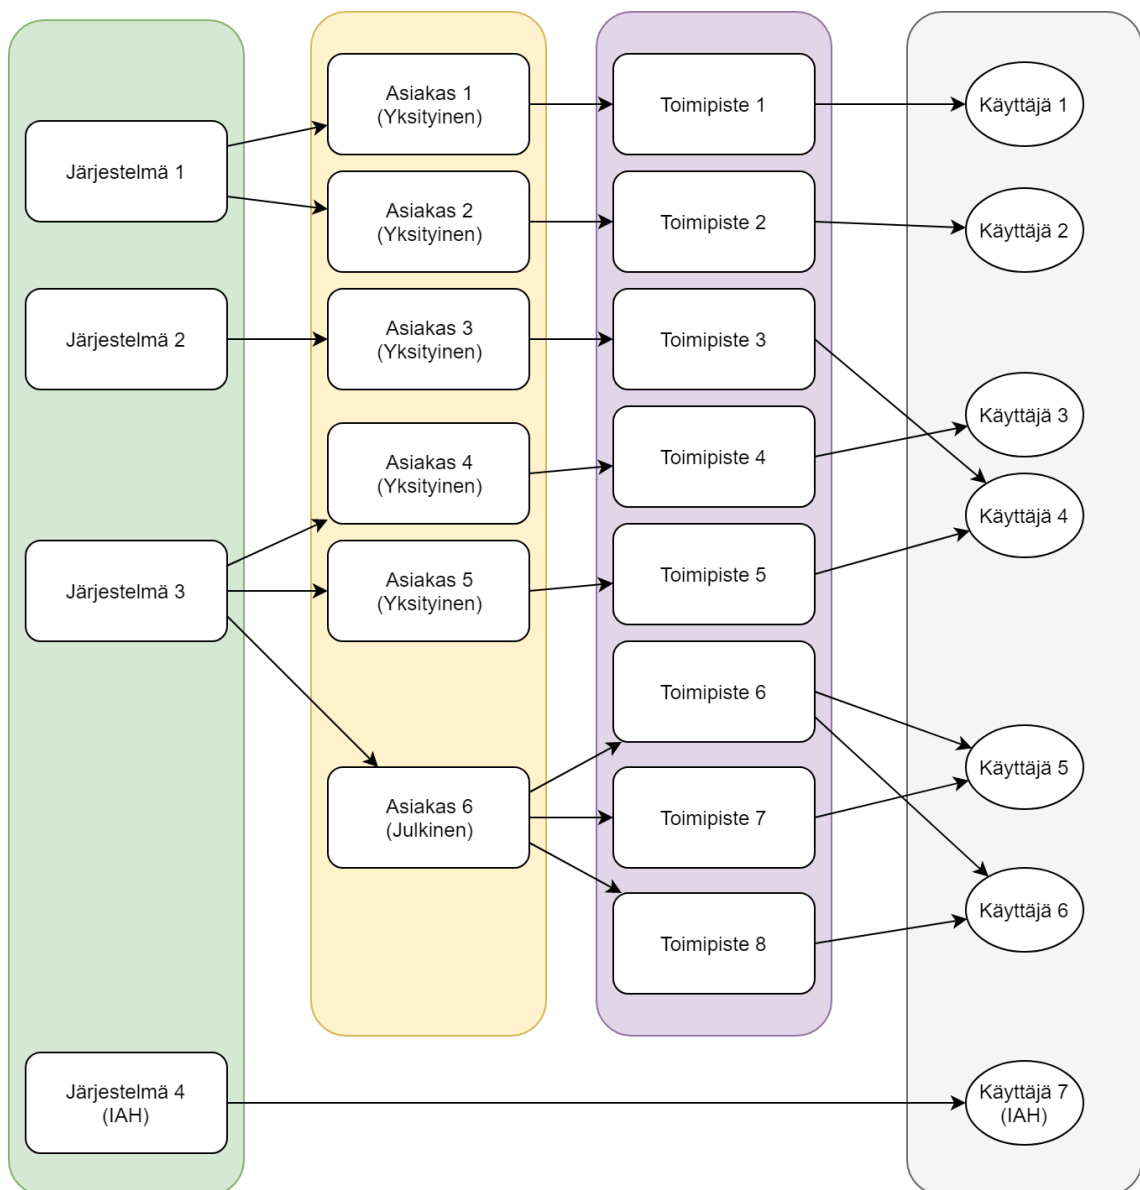 Järjestelmä 1
Järjestelmä 2
Järjestelmä 3
Järjestelmä 4
(IAH)
Asiakas 1
(Yksityinen)
Asiakas 2
(Yksityinen)
Asiakas 3
(Yksityinen)
Asiakas 4
(Yksityinen)
Asiakas 5
(Yksityinen)
Asiakas 6
(Julkinen)
Toimipiste 1
Toimipiste 2
Toimipiste 3
Toimipiste 4
Toimipiste 5
Toimipiste 6
Toimipiste 7
Toimipiste 8
Käyttäjä 1
Käyttäjä 2
Käyttäjä 3
Käyttäjä 4
Käyttäjä 5
Käyttäjä 6
Käyttäjä 7
(IAH)